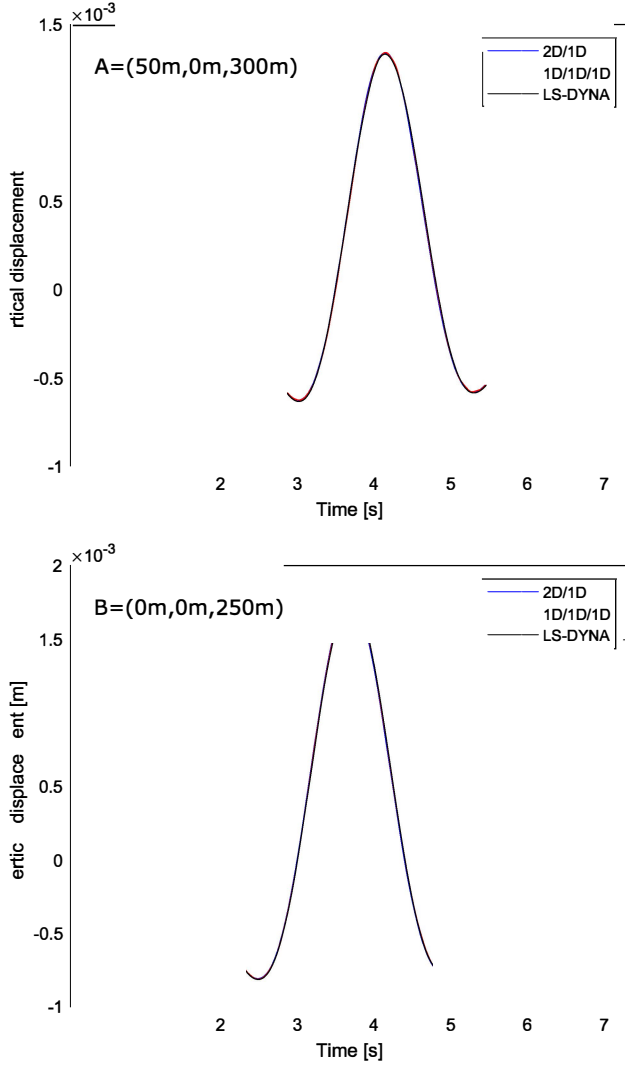 ×10-3
1.5
A=(50m,0m,300m)
2D/1D
1D/1D/1D
LS-DYNA
rtical displacement
0.5
0
-0.5
-1
2 3 4 5 6 7
Time [s]
×10-3
2
B=(0m,0m,250m)
2D/1D
1D/1D/1D
LS-DYNA
1.5
ertic displace ent [m]
0.5
0
-0.5
-1
2 3 4 5 6 7
Time [s]